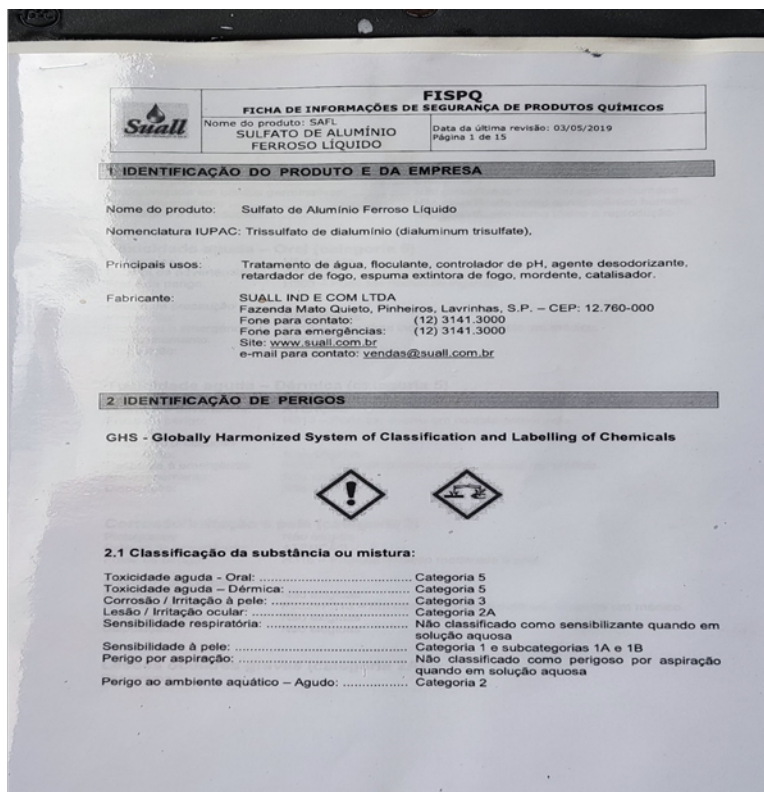 FISPQ
FICHA DE INFORMAÇÕES DE SEGURANÇA DE PRODUTOS QUÍMICOS
Suall
Nome do produto: SAFL
SULFATO DE ALUMÍNIO
FERROSO LÍQUIDO
Data da última revisão: 03/05/2019
Página 1 de 15
1 IDENTIFICAÇÃO DO PRODUTO E DA EMPRESA
Nome do produto: Sulfato de Alumínio Ferroso Líquido
Nomenclatura IUPAC: Trissulfato de dialumínio (dialuminum trisulfate),
Principais usos: Tratamento de água, floculante, controlador de pH, agente desodorizante,
retardador de fogo, espuma extintora de fogo, mordente, catalisador.
Fabricante: SUALL IND E COM LTDA
Fazenda Mato Quieto, Pinheiros, Lavrinhas, S.P. – CEP: 12.760-000
Fone para contato: (12) 3141.3000
Fone para emergências: (12) 3141.3000
Site: www.suall.com.br
e-mail para contato: vendas@suall.com.br
2 IDENTIFICAÇÃO DE PERIGOS
GHS - Globally Harmonized System of Classification and Labelling of Chemicals
2.1 Classificação da substância ou mistura:
Toxicidade aguda - Oral: ................................... Categoria 5
Toxicidade aguda – Dérmica: ................................... Categoria 5
Corrosão / Irritação à pele: ................................... Categoria 3
Lesão / Irritação ocular: ................................... Categoria 2A
Sensibilidade respiratória: ................................... Não classificado como sensibilizante quando em
solução aquosa
Sensibilidade à pele: ................................... Categoria 1 e subcategorias 1A e 1B
Perigo por aspiração: ................................... Não classificado como perigoso por aspiração
quando em solução aquosa
Perigo ao ambiente aquático – Agudo: ................ Categoria 2